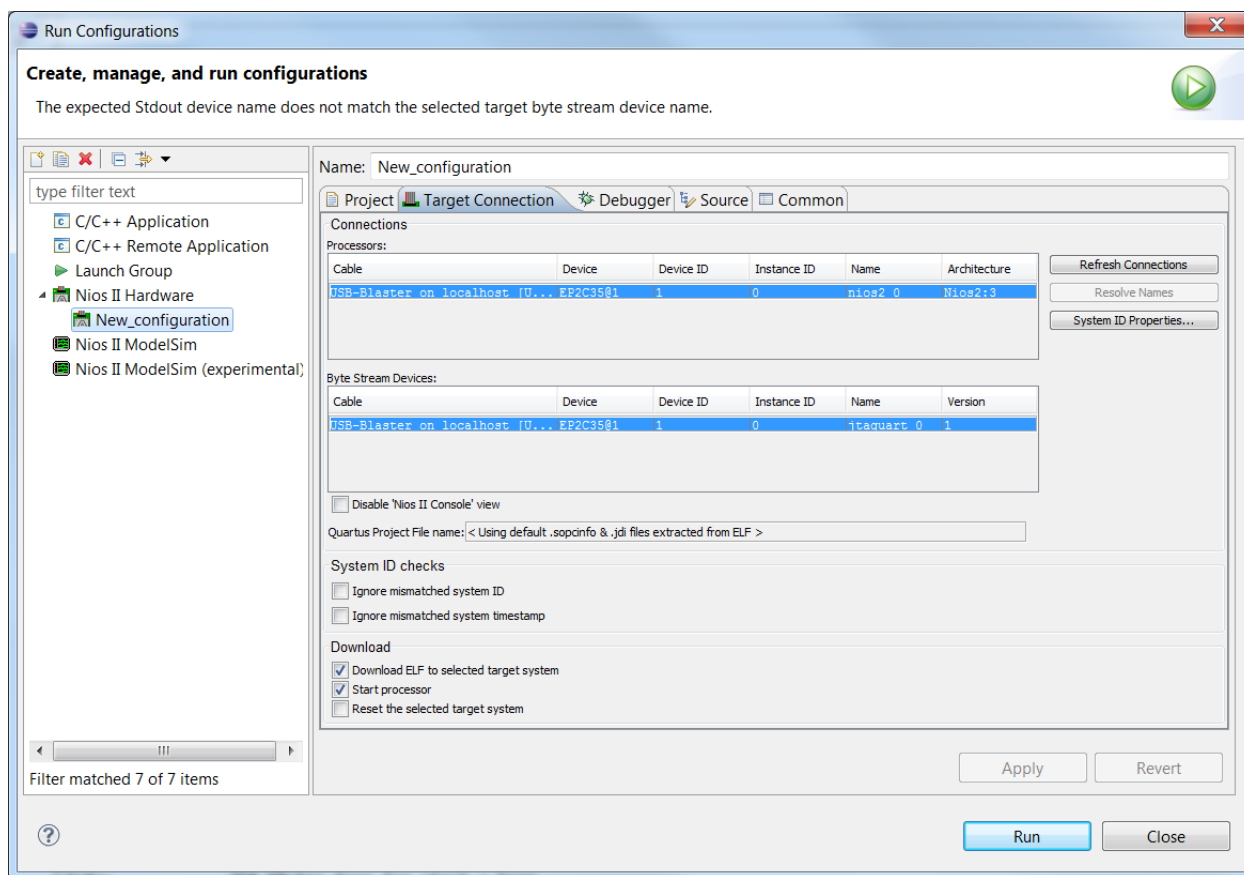 Run Configurations
Create, manage, and run configurations
The expected Stdout device name does not match the selected target byte stream device name.
type filter text
C/C++ Application
C/C++ Remote Application
Launch Group
Nios II Hardware
New_configuration
Nios II ModelSim
Nios II ModelSim (experimental)
Filter matched 7 of 7 items
Name: New_configuration
Project Target Connection Debugger Source Common
Connections
Processors:
Cable Device Device ID Instance ID Name Architecture
USB-Blaster on localhost [U... EP2C35@1 1 0 nios2_0 Nios2:3
Refresh Connections
Resolve Names
System ID Properties...
Byte Stream Devices:
Cable Device Device ID Instance ID Name Version
USB-Blaster on localhost [U... EP2C35@1 1 0 jtaguart_0 1
Disable 'Nios II Console' view
Quartus Project File name: < Using default .sopcinfo & .jdi files extracted from ELF >
System ID checks
Ignore mismatched system ID
Ignore mismatched system timestamp
Download
Download ELF to selected target system
Start processor
Reset the selected target system
Apply Revert
Run Close